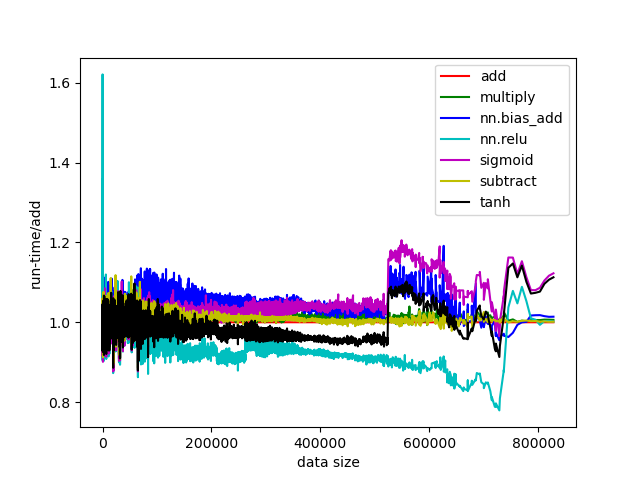 1.6
1.4
1.2
1.0
0.8
run-time/add
0
200000
400000
600000
800000
data size
add
multiply
nn.bias_add
nn.relu
sigmoid
subtract
tanh